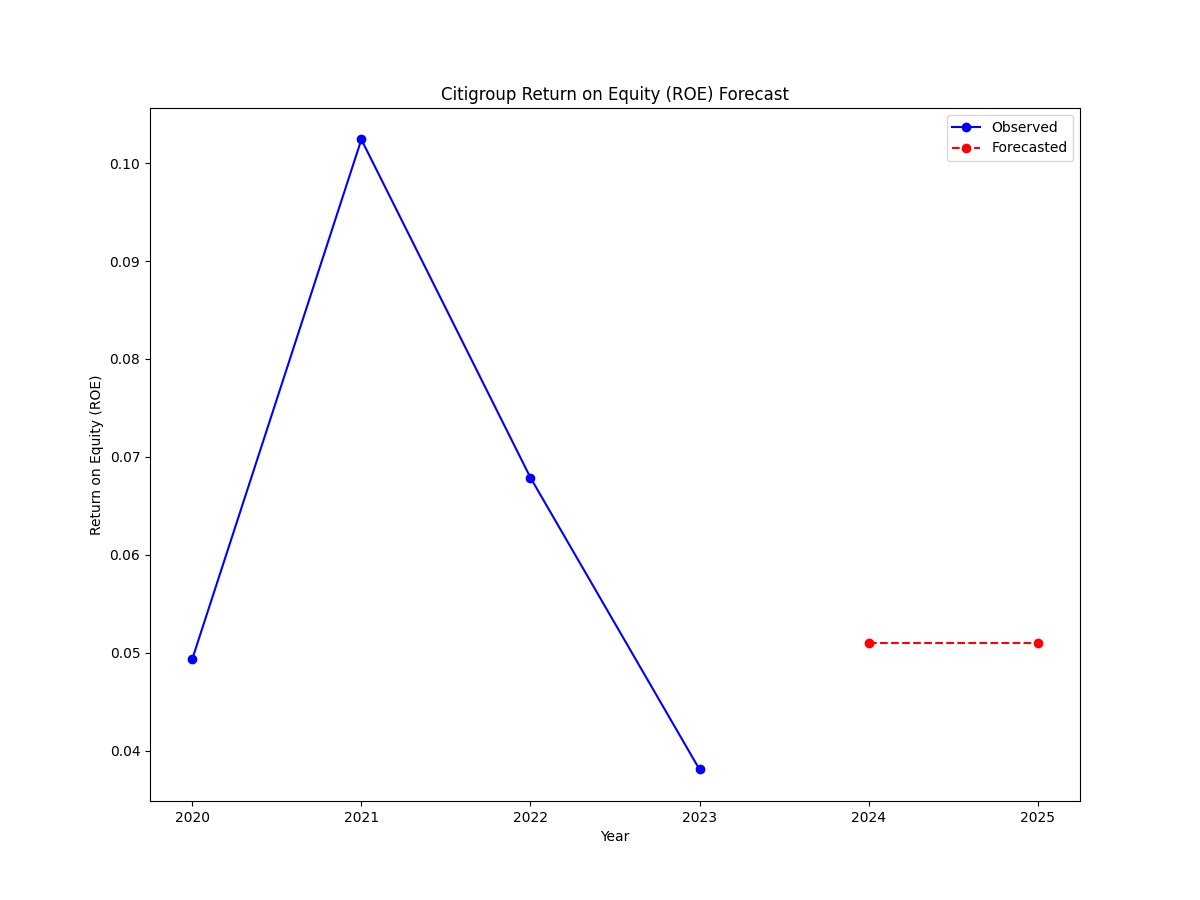 Citigroup Return on Equity (ROE) Forecast
Observed
Forecasted
0.10
0.09
0.08
0.07
0.06
0.05
0.04
Return on Equity (ROE)
2020 2021 2022 2023 2024 2025
Year